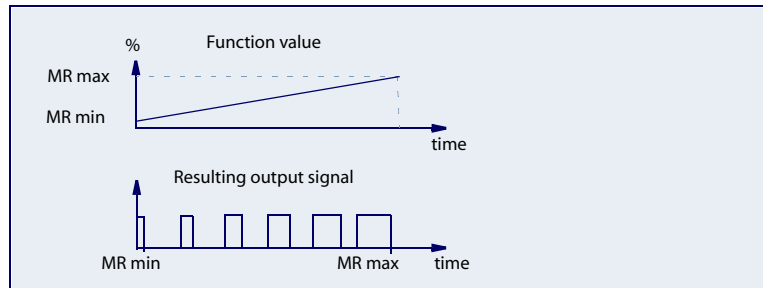 % Function value
MR max
MR min
time
Resulting output signal
MR min MR max time